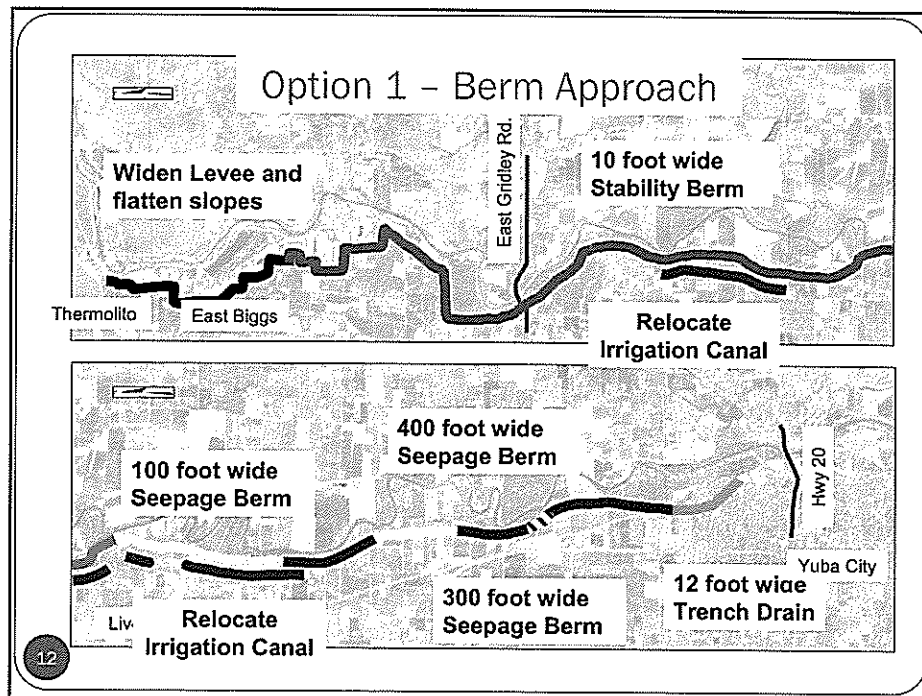 Option 1 – Berm Approach
Widen Levee and
flatten slopes
East Gridley Rd.
10 foot wide
Stability Berm
Thermolito
East Biggs
Relocate
Irrigation Canal
400 foot wide
Seepage Berm
100 foot wide
Seepage Berm
Hwy 20
Yuba City
300 foot wide
Seepage Berm
12 foot wide
Trench Drain
Liv
Relocate
Irrigation Canal
12